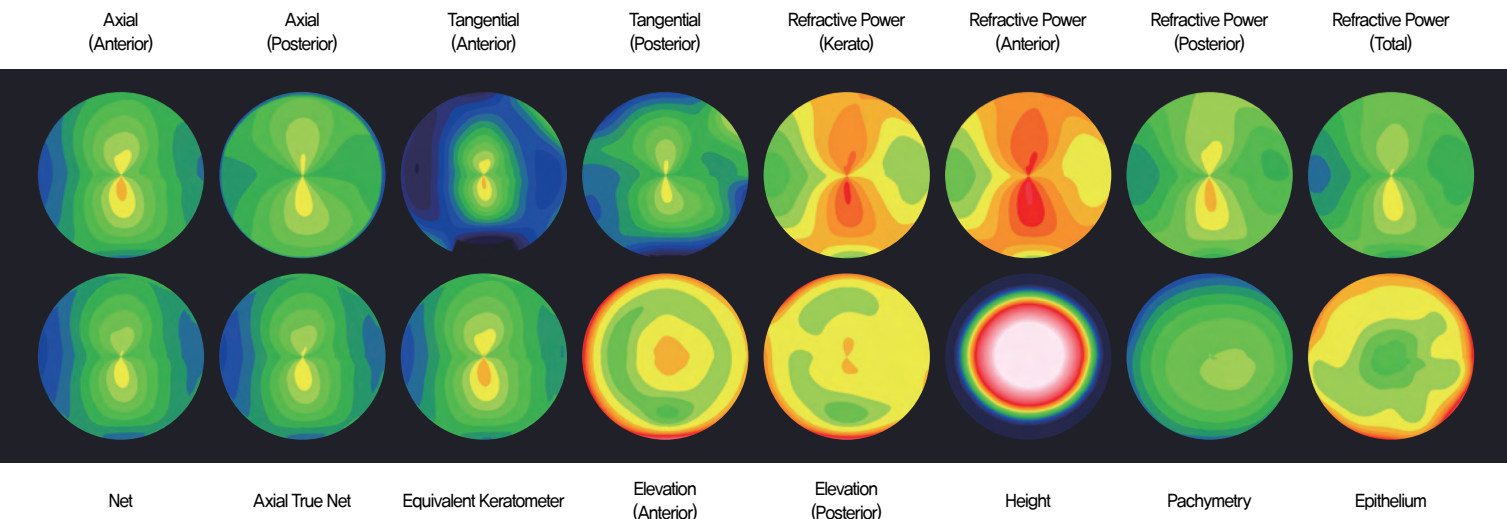 Axial
(Anterior)
Axial
(Posterior)
Tangential
(Anterior)
Tangential
(Posterior)
Refractive Power
(Kerato)
Refractive Power
(Anterior)
Refractive Power
(Posterior)
Refractive Power
(Total)
Net
Axial True Net
Equivalent Keratometer
Elevation
(Anterior)
Elevation
(Posterior)
Height
Pachymetry
Epithelium